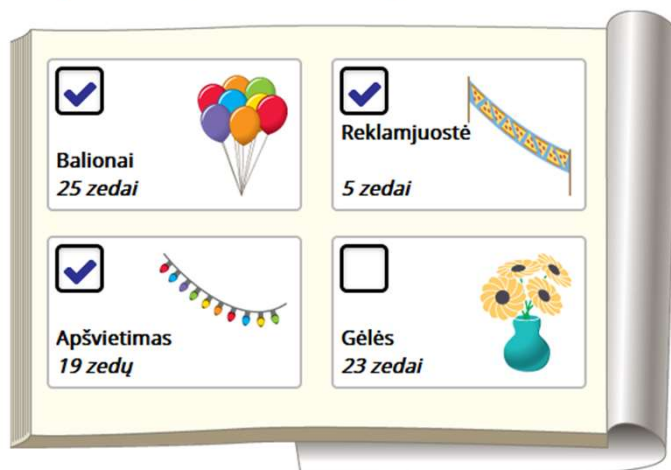 Balionai
25 zedai
Reklamjuostė
5 zedai
Apšvietimas
19 zedų
Gėlės
23 zedai